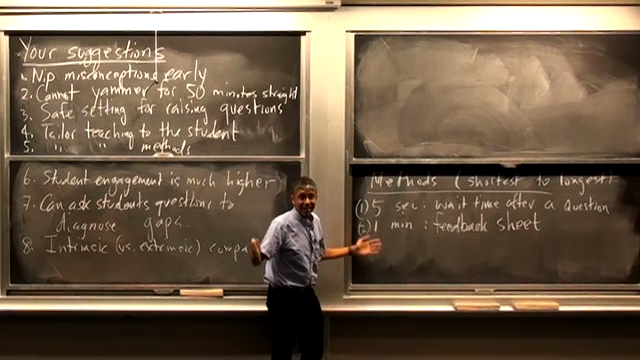 Your suggestions
1. Nip misconceptions early
2. Cannot yammer for 50 minutes straight
3. Safe setting for raising questions
4. Tailor teaching to the student
5. " " " methods
6. Student engagement is much higher
7. Can ask students questions to
diagnose gaps
8. Intrinsic (vs. extrinsic) compa
Methods (shortest to longest)
(1) 5 sec: wait time after a question
(2) 1 min: feedback sheet